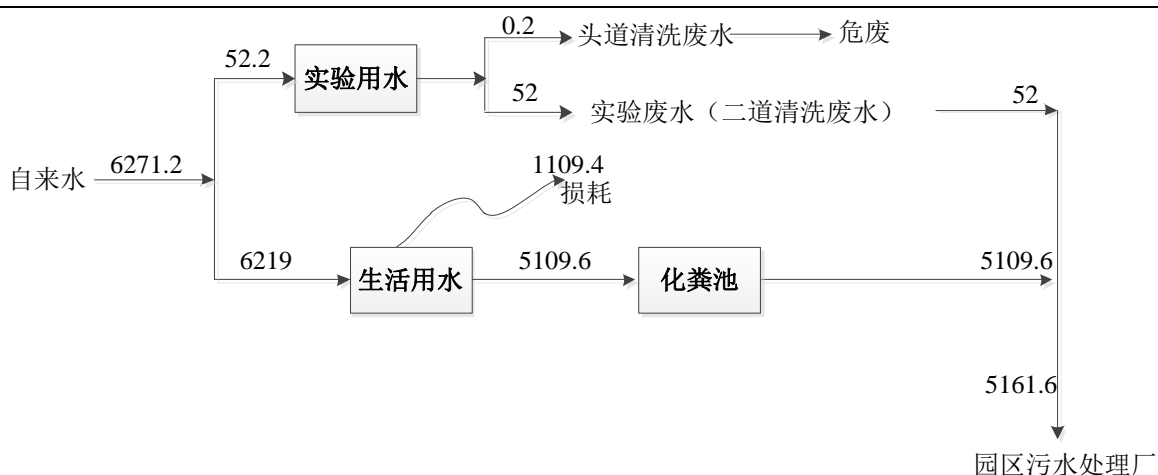 0.2
头道清洗废水
危废
52.2
实验用水
52
实验废水（二道清洗废水）
52
自来水
6271.2
1109.4
损耗
6219
生活用水
5109.6
化粪池
5109.6
5161.6
园区污水处理厂